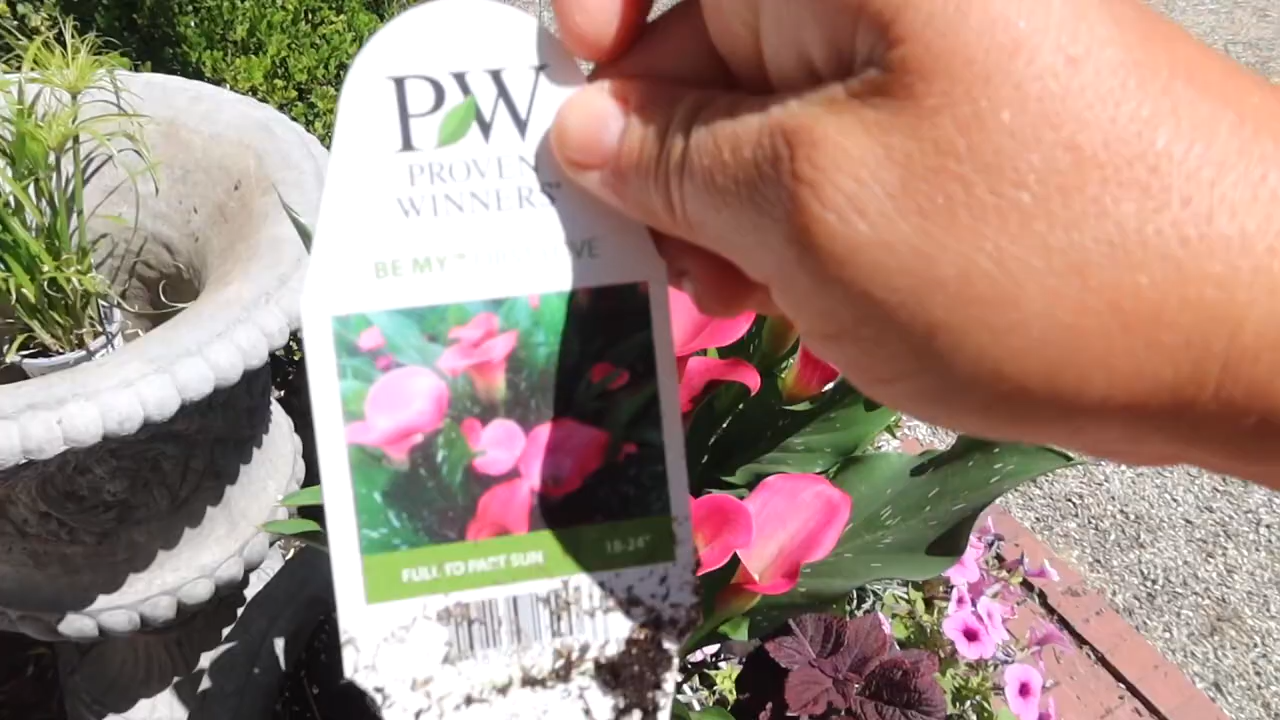 PW
PROVEN
WINNERS®
BE MY
FULL TO PART SUN 18-24"